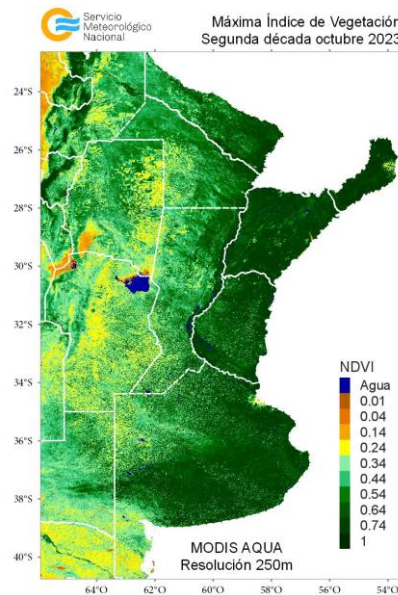 Servicio
Meteorológico
Nacional
Máxima Índice de Vegetación
Segunda década octubre 2023
24°S
26°S
28°S
30°S
32°S
34°S
36°S
38°S
40°S
NDVI
Agua
0.01
0.04
0.14
0.24
0.34
0.44
0.54
0.64
0.74
1
MODIS AQUA
Resolución 250m
64°O
62°O
60°O
58°O
56°O
54°O